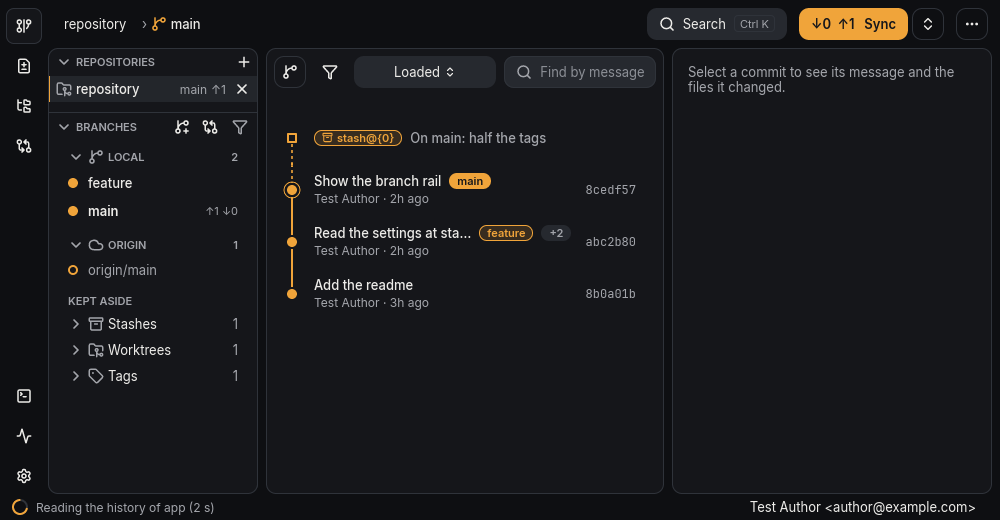 repository › main
Search Ctrl K
↓0 ↑1 Sync
REPOSITORIES
repository main ↑1
BRANCHES
LOCAL 2
feature
main ↑1 ↓0
ORIGIN 1
origin/main
KEPT ASIDE
Stashes 1
Worktrees 1
Tags 1
Loaded
Find by message
stash@{0} On main: half the tags
Show the branch rail main
Test Author · 2h ago
8cedf57
Read the settings at sta... feature +2
Test Author · 2h ago
abc2b80
Add the readme
Test Author · 3h ago
8b0a01b
Select a commit to see its message and the
files it changed.
Reading the history of app (2 s)
Test Author <author@example.com>